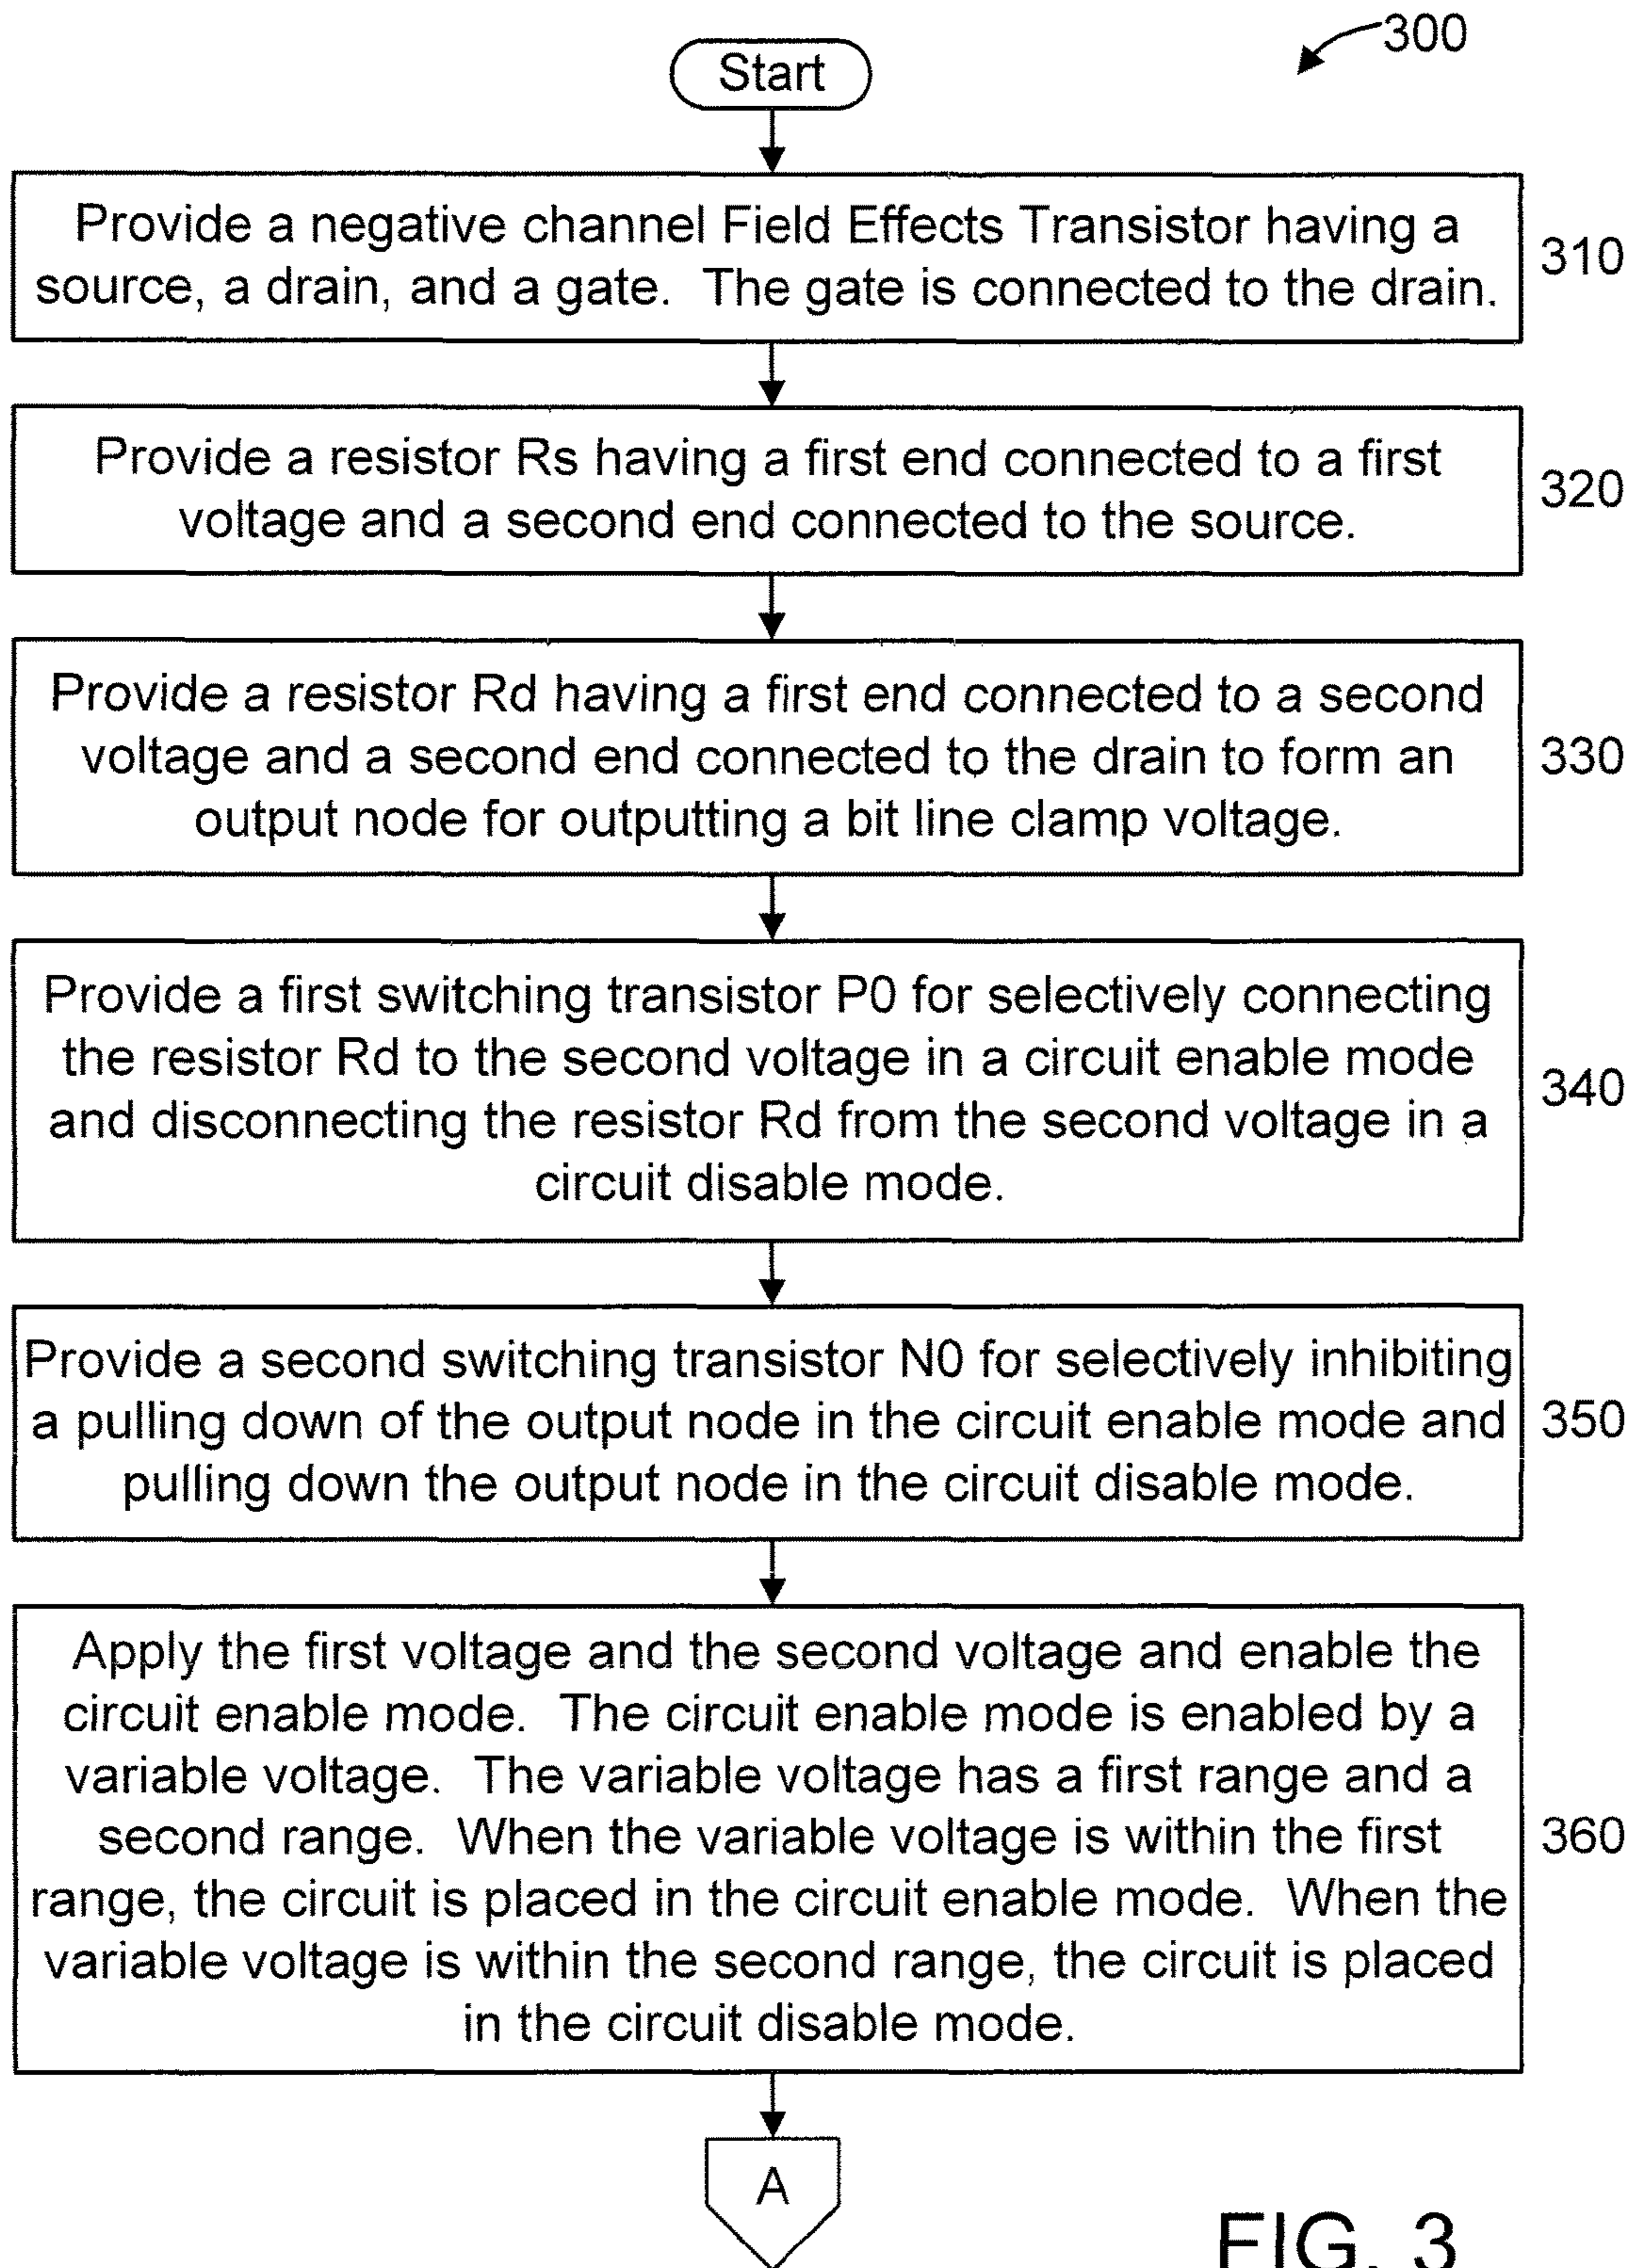 300
Start
Provide a negative channel Field Effects Transistor having a
source, a drain, and a gate. The gate is connected to the drain.
310
Provide a resistor Rs having a first end connected to a first
voltage and a second end connected to the source.
320
Provide a resistor Rd having a first end connected to a second
voltage and a second end connected to the drain to form an
output node for outputting a bit line clamp voltage.
330
Provide a first switching transistor P0 for selectively connecting
the resistor Rd to the second voltage in a circuit enable mode
and disconnecting the resistor Rd from the second voltage in a
circuit disable mode.
340
Provide a second switching transistor N0 for selectively inhibiting
a pulling down of the output node in the circuit enable mode and
pulling down the output node in the circuit disable mode.
350
Apply the first voltage and the second voltage and enable the
circuit enable mode. The circuit enable mode is enabled by a
variable voltage. The variable voltage has a first range and a
second range. When the variable voltage is within the first
range, the circuit is placed in the circuit enable mode. When the
variable voltage is within the second range, the circuit is placed
in the circuit disable mode.
360
A
FIG. 3